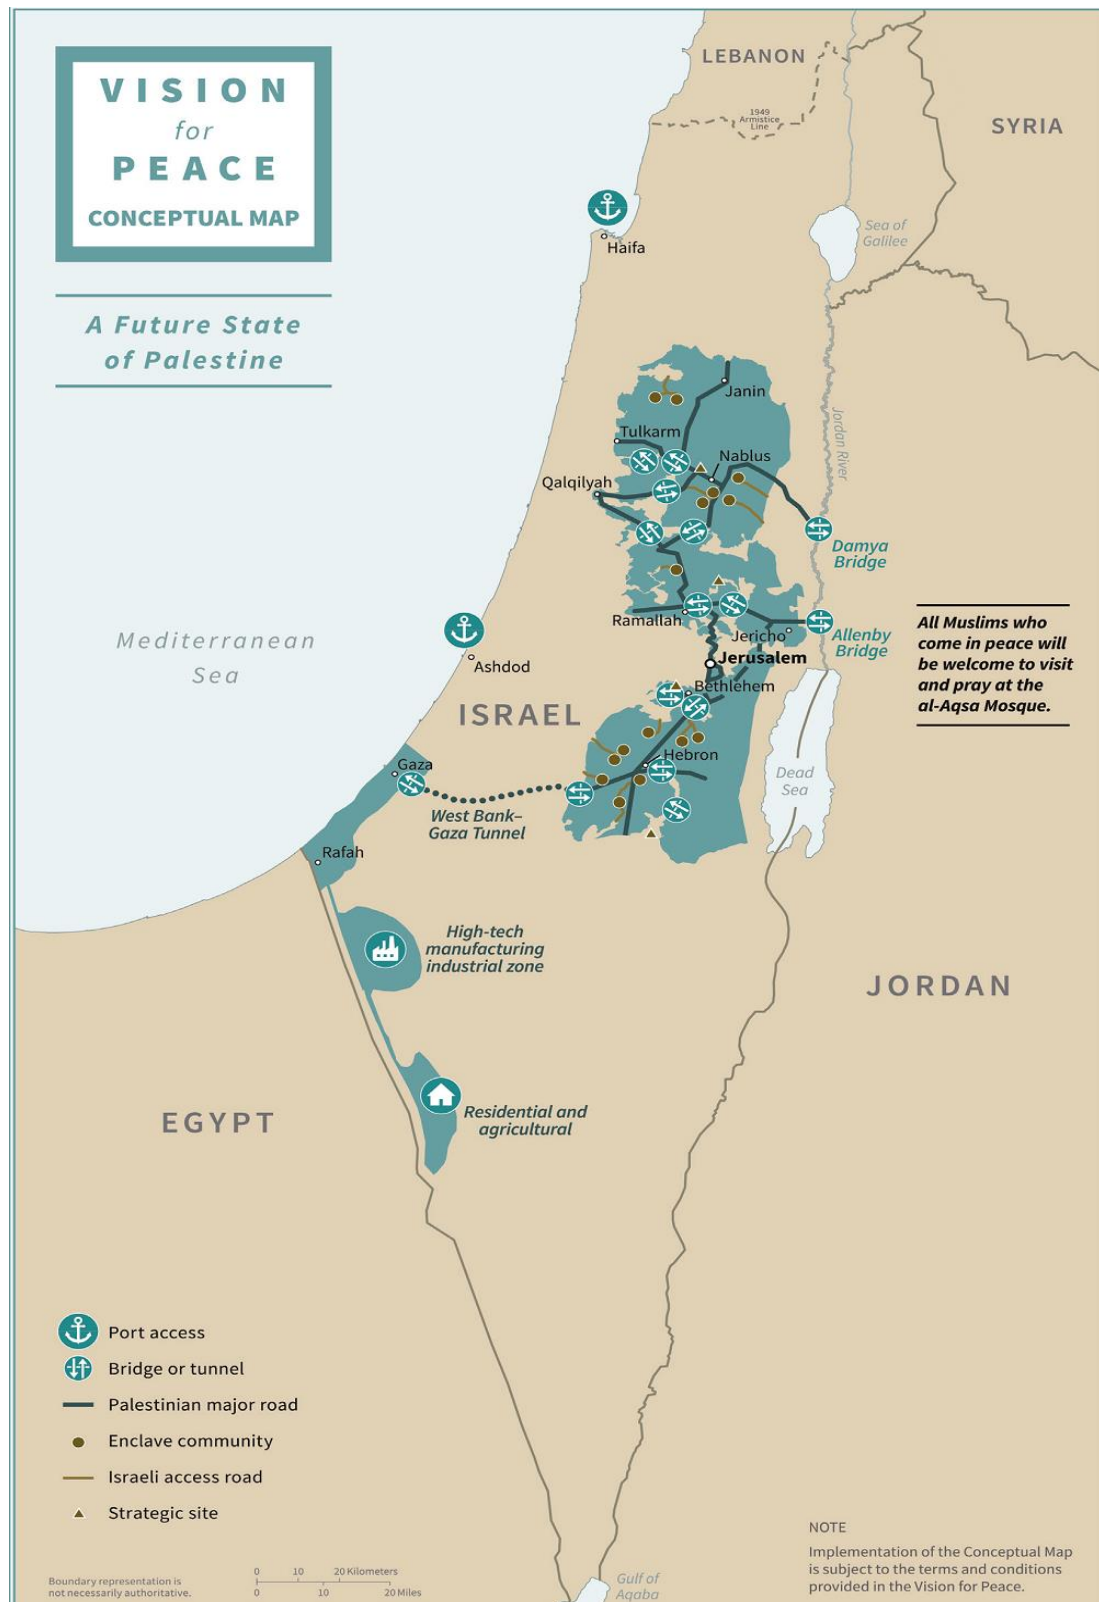 VISION
for
PEACE
CONCEPTUAL MAP
A Future State
of Palestine
LEBANON
1949
Armistice
Line
SYRIA
Sea of
Galilee
Haifa
Janin
Tulkarm
Nablus
Jordan River
Qalqilyah
Damya
Bridge
Ramallah
Jericho
Allenby
Bridge
Jerusalem
Bethlehem
All Muslims who
come in peace will
be welcome to visit
and pray at the
al-Aqsa Mosque.
Mediterranean
Sea
Ashdod
ISRAEL
Hebron
Gaza
Dead
Sea
West Bank–
Gaza Tunnel
Rafah
High-tech
manufacturing
industrial zone
JORDAN
EGYPT
Residential and
agricultural
Port access
Bridge or tunnel
Palestinian major road
Enclave community
Israeli access road
Strategic site
Boundary representation is
not necessarily authoritative.
0 10 20 Kilometers
0 10 20 Miles
Gulf of
Aqaba
NOTE
Implementation of the Conceptual Map
is subject to the terms and conditions
provided in the Vision for Peace.